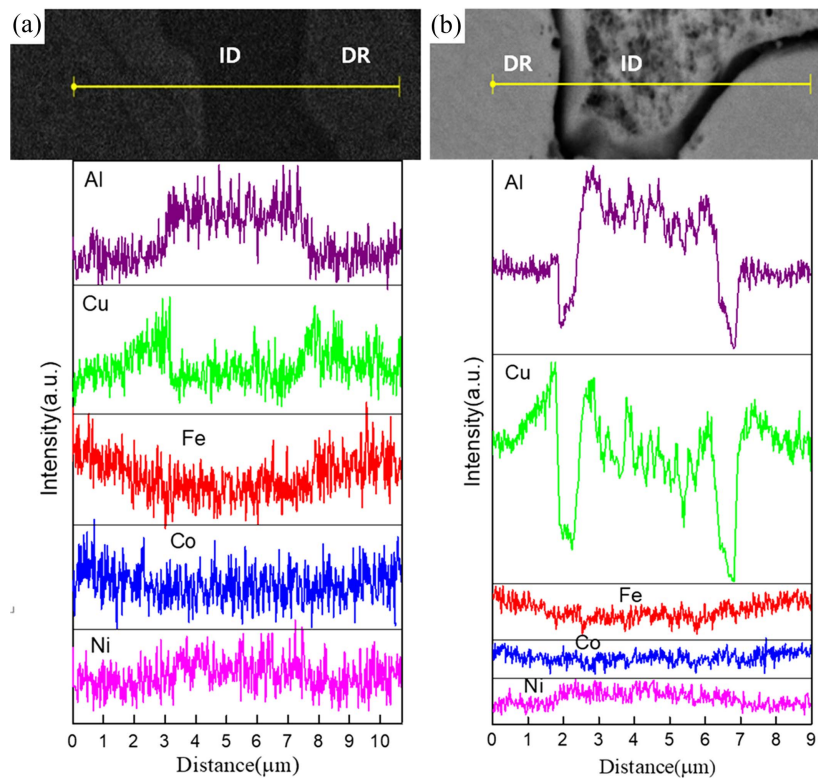 (a)
ID
DR
Al
Cu
Fe
Co
Ni
Intensity(a.u.)
0 1 2 3 4 5 6 7 8 9 10
Distance(μm)
(b)
DR
ID
Al
Cu
Fe
Co
Ni
Intensity(a.u.)
0 1 2 3 4 5 6 7 8 9
Distance(μm)